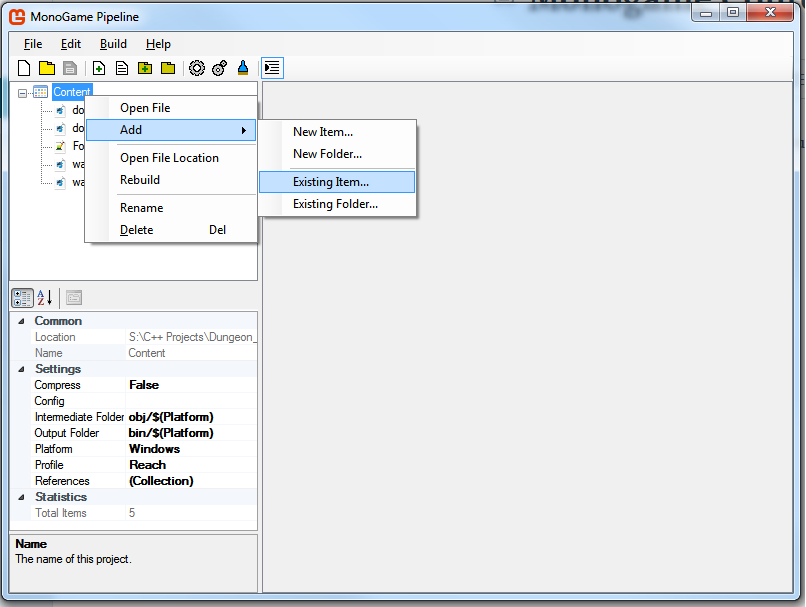 MonoGame Pipeline
File Edit Build Help
Content
do
do
Fo
wa
wa
Open File
Add
Open File Location
Rebuild
Rename
Delete Del
New Item...
New Folder...
Existing Item...
Existing Folder...
Common
Location S:\C++ Projects\Dungeon_
Name Content
Settings
Compress False
Config
Intermediate Folder obj/$(Platform)
Output Folder bin/$(Platform)
Platform Windows
Profile Reach
References (Collection)
Statistics
Total Items 5
Name
The name of this project.